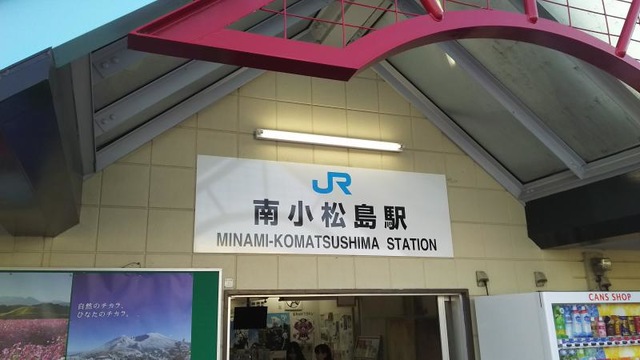 JR
南小松島駅
MINAMI-KOMATSUSHIMA STATION
自然のチカラ。
ひなたのチカラ。
CANS SHOP